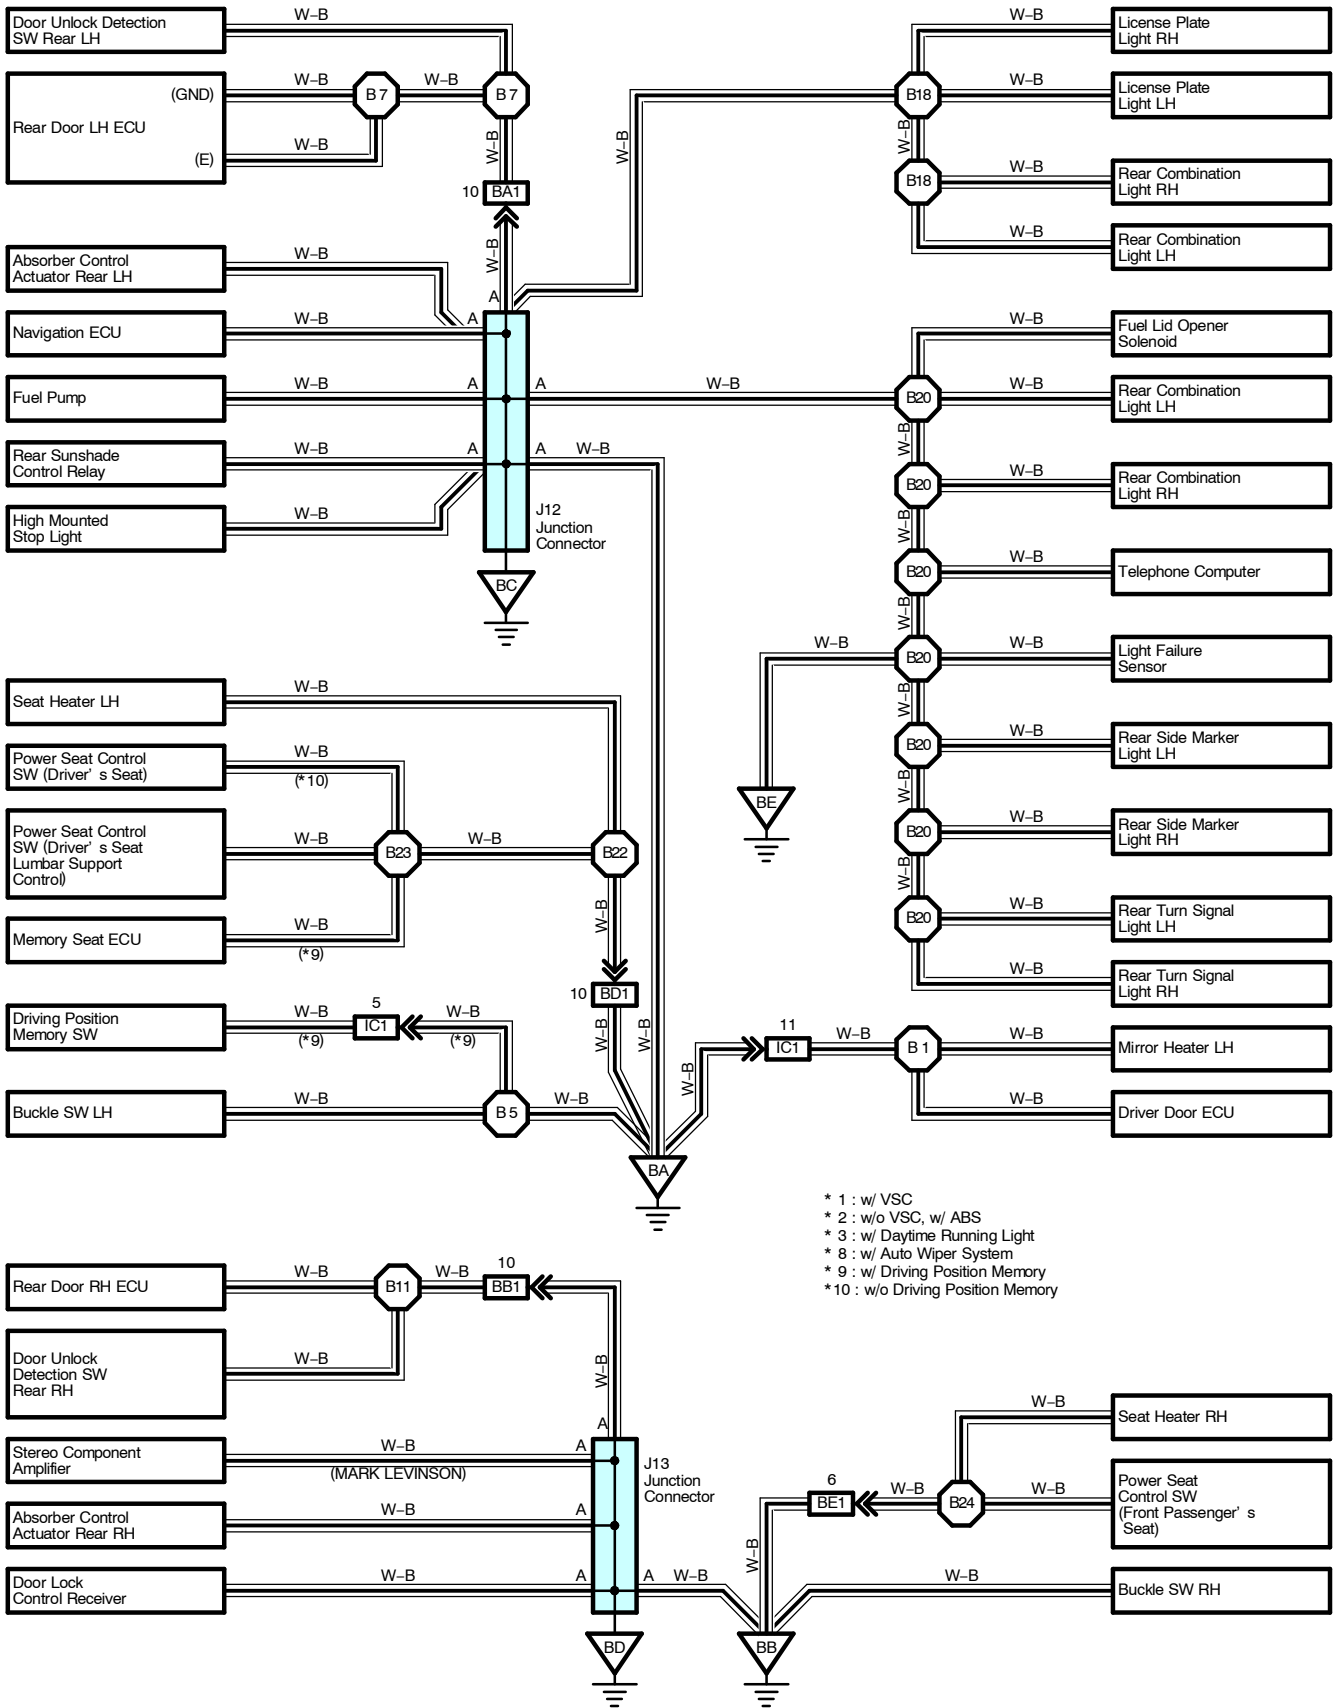 Door Unlock Detection
SW Rear LH
W–B
W–B
License Plate
Light RH
(GND)
W–B
B 7
W–B
B 7
B18
W–B
License Plate
Light LH
Rear Door LH ECU
W–B
W–B
W–B
W–B
(E)
10
BA1
B18
W–B
Rear Combination
Light RH
W–B
Absorber Control
Actuator Rear LH
W–B
W–B
Rear Combination
Light LH
A
Navigation ECU
W–B
A
W–B
Fuel Lid Opener
Solenoid
Fuel Pump
W–B
A
A
W–B
B20
W–B
Rear Combination
Light LH
W–B
Rear Sunshade
Control Relay
W–B
A
A
W–B
B20
W–B
Rear Combination
Light RH
High Mounted
Stop Light
W–B
J12
Junction
Connector
W–B
BC
B20
W–B
Telephone Computer
W–B
W–B
B20
W–B
Light Failure
Sensor
Seat Heater LH
W–B
W–B
Power Seat Control
SW (Driver' s Seat)
W–B
(*10)
B20
W–B
Rear Side Marker
Light LH
BE
W–B
Power Seat Control
SW (Driver' s Seat
Lumbar Support
Control)
W–B
B23
W–B
B22
B20
W–B
Rear Side Marker
Light RH
W–B
W–B
Memory Seat ECU
W–B
(*9)
B20
W–B
Rear Turn Signal
Light LH
10
BD1
W–B
Rear Turn Signal
Light RH
Driving Position
Memory SW
W–B
(*9)
5
IC1
W–B
(*9)
W–B
W–B
W–B
11
IC1
W–B
B 1
W–B
Mirror Heater LH
Buckle SW LH
W–B
B 5
W–B
W–B
Driver Door ECU
BA
* 1 : w/ VSC
* 2 : w/o VSC, w/ ABS
* 3 : w/ Daytime Running Light
* 8 : w/ Auto Wiper System
* 9 : w/ Driving Position Memory
*10 : w/o Driving Position Memory
Rear Door RH ECU
W–B
B11
W–B
10
BB1
Door Unlock
Detection SW
Rear RH
W–B
W–B
W–B
Seat Heater RH
A
Stereo Component
Amplifier
W–B
(MARK LEVINSON)
A
J13
Junction
Connector
6
BE1
W–B
B24
W–B
Power Seat
Control SW
(Front Passenger' s
Seat)
Absorber Control
Actuator Rear RH
W–B
A
W–B
Door Lock
Control Receiver
W–B
A
A
W–B
W–B
Buckle SW RH
BD
BB